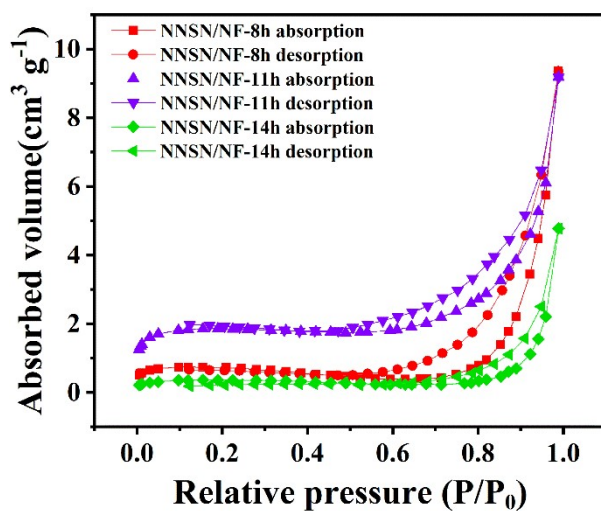 NNSN/NF-8h absorption
NNSN/NF-8h desorption
NNSN/NF-11h absorption
NNSN/NF-11h desorption
NNSN/NF-14h absorption
NNSN/NF-14h desorption
Absorbed volume(cm³ g⁻¹)
10
8
6
4
2
0
0.0 0.2 0.4 0.6 0.8 1.0
Relative pressure (P/P₀)